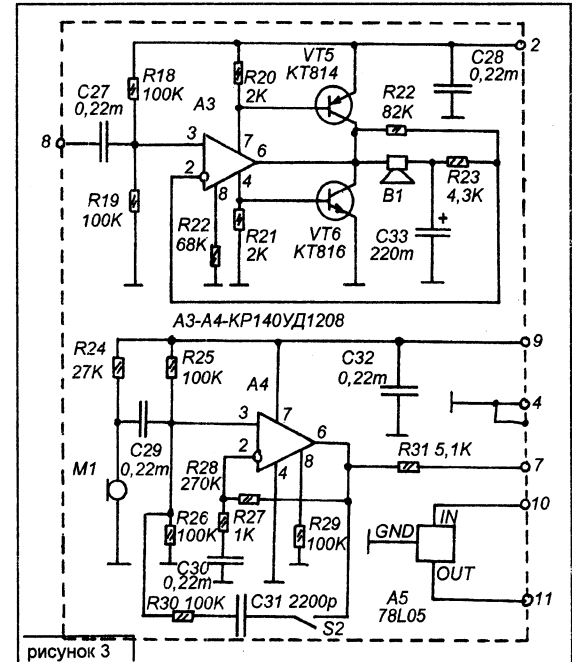 VT5
КТ814
C28
0,22m
2
R18
100K
R20
2K
R22
82K
C27
0,22m
A3
8
3
7
6
2
4
8
R19
100K
R22
68K
R21
2K
VT6
КТ816
B1
R23
4,3K
C33
220m
+
A3-A4-КР140УД1208
R24
27K
R25
100K
A4
C32
0,22m
9
4
3
7
6
2
4
8
C29
0,22m
M1
R28
270K
R31 5,1K
7
R26
100K
R27
1K
R29
100K
C30
0,22m
10
GND
IN
OUT
R30 100K
C31 2200p
S2
A5
78L05
11
рисунок 3